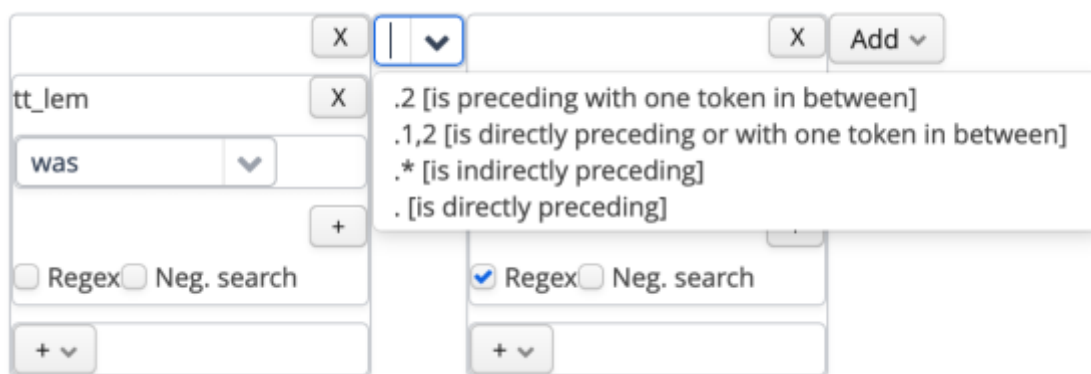 X X Add
tt_lem X
.2 [is preceding with one token in between]
.1,2 [is directly preceding or with one token in between]
was
.* [is indirectly preceding]
. [is directly preceding]
+
Regex Neg. search Regex Neg. search
+ +